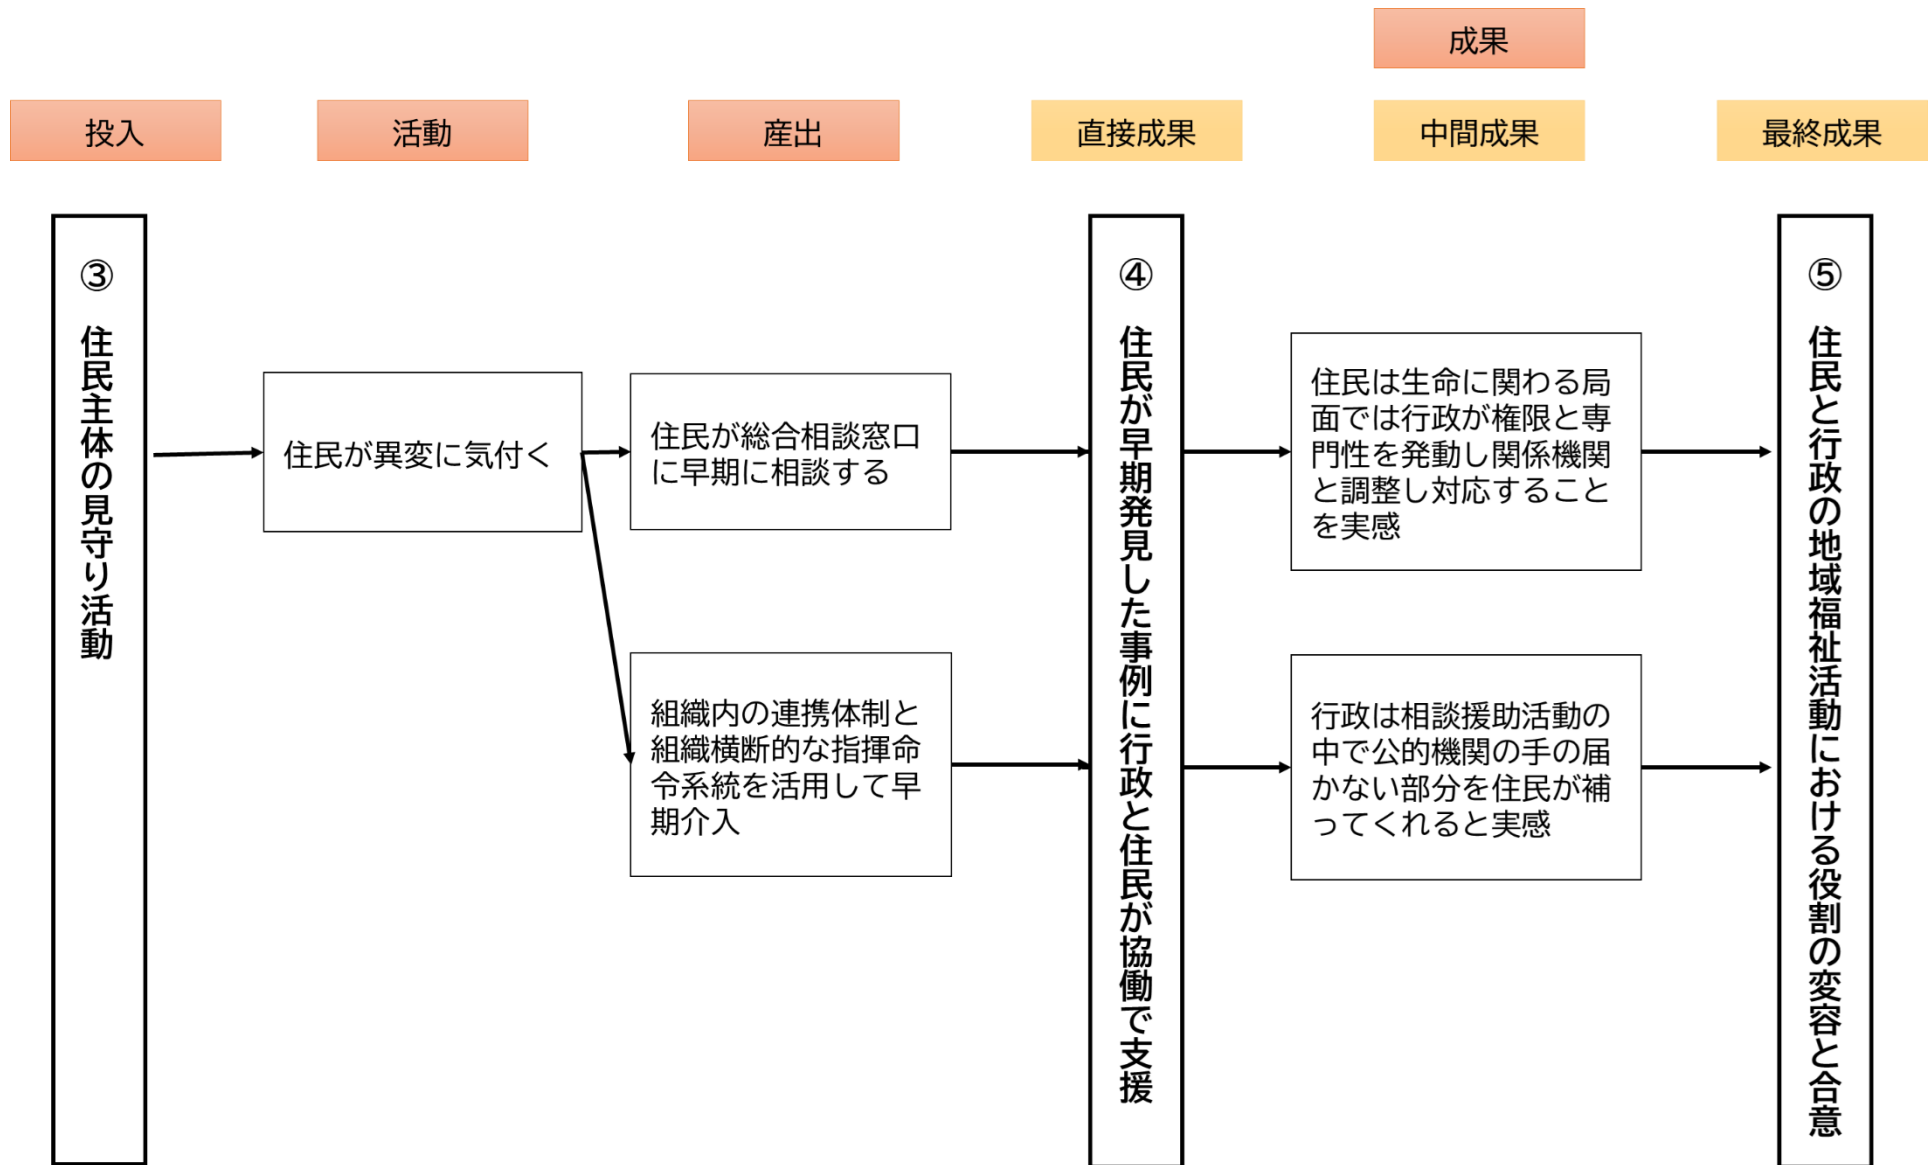 成果
投入
活動
産出
直接成果
中間成果
最終成果
③ 住民主体の見守り活動
住民が異変に気付く
住民が総合相談窓口
に早期に相談する
組織内の連携体制と
組織横断的な指揮命
令系統を活用して早
期介入
④ 住民が早期発見した事例に行政と住民が協働で支援
住民は生命に関わる局
面では行政が権限と専
門性を発動し関係機関
と調整し対応すること
を実感
行政は相談援助活動の
中で公的機関の手の届
かない部分を住民が補
ってくれると実感
⑤ 住民と行政の地域福祉活動における役割の変容と合意